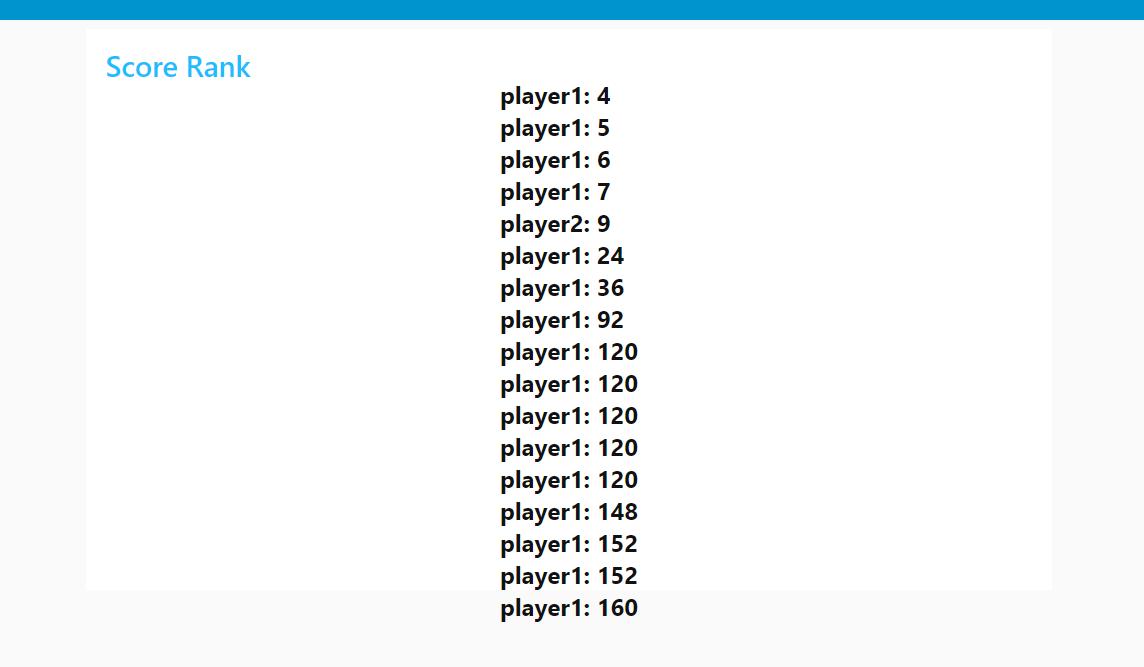 Score Rank
player1: 4
player1: 5
player1: 6
player1: 7
player2: 9
player1: 24
player1: 36
player1: 92
player1: 120
player1: 120
player1: 120
player1: 120
player1: 120
player1: 148
player1: 152
player1: 152
player1: 160